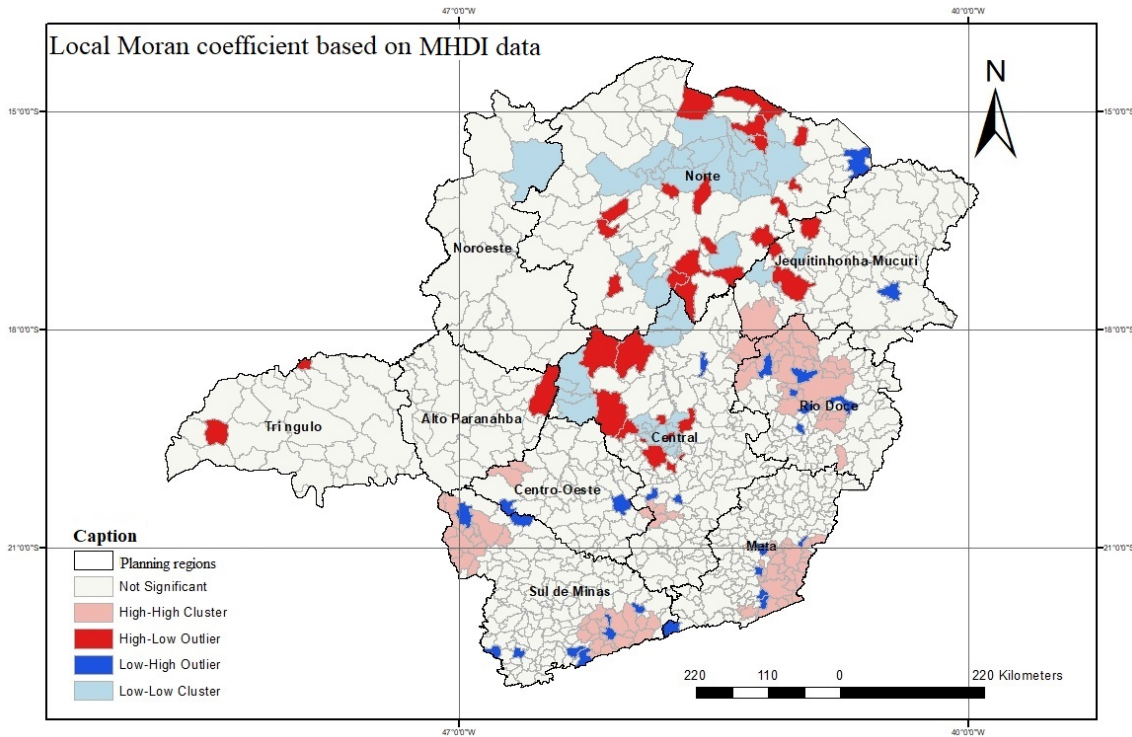 47°0'0"W 40°0'0"W
Local Moran coefficient based on MHDI data
N
15°0'0"S 15°0'0"S
Norte
Noroeste
Jequitinhonha-Mucuri
18°0'0"S 18°0'0"S
Rio Doce
Alto Paranahba
Tri ngulo
Central
Centro-Oeste
Caption
Planning regions
21°0'0"S Mata 21°0'0"S
Not Significant
Sul de Minas
High-High Cluster
High-Low Outlier
Low-High Outlier
220 110 0 220 Kilometers
Low-Low Cluster
47°0'0"W 40°0'0"W